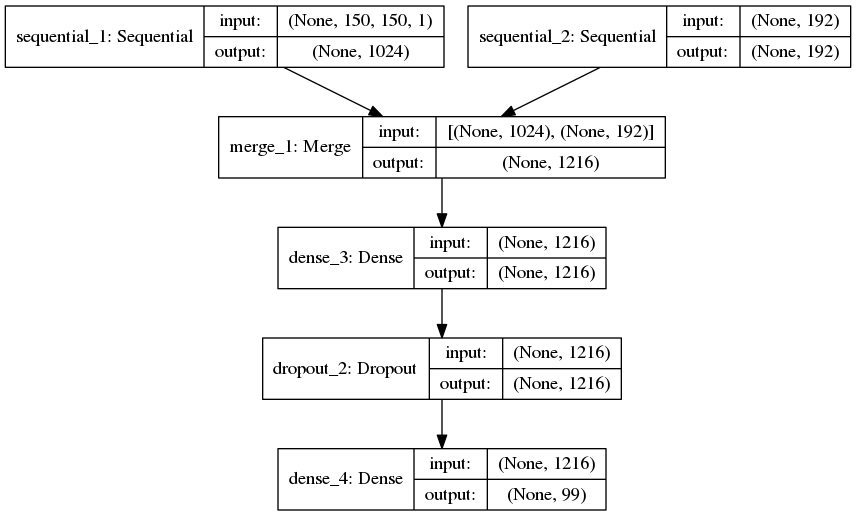 sequential_1: Sequential
input:
(None, 150, 150, 1)
output:
(None, 1024)
sequential_2: Sequential
input:
(None, 192)
output:
(None, 192)
merge_1: Merge
input:
[(None, 1024), (None, 192)]
output:
(None, 1216)
dense_3: Dense
input:
(None, 1216)
output:
(None, 1216)
dropout_2: Dropout
input:
(None, 1216)
output:
(None, 1216)
dense_4: Dense
input:
(None, 1216)
output:
(None, 99)